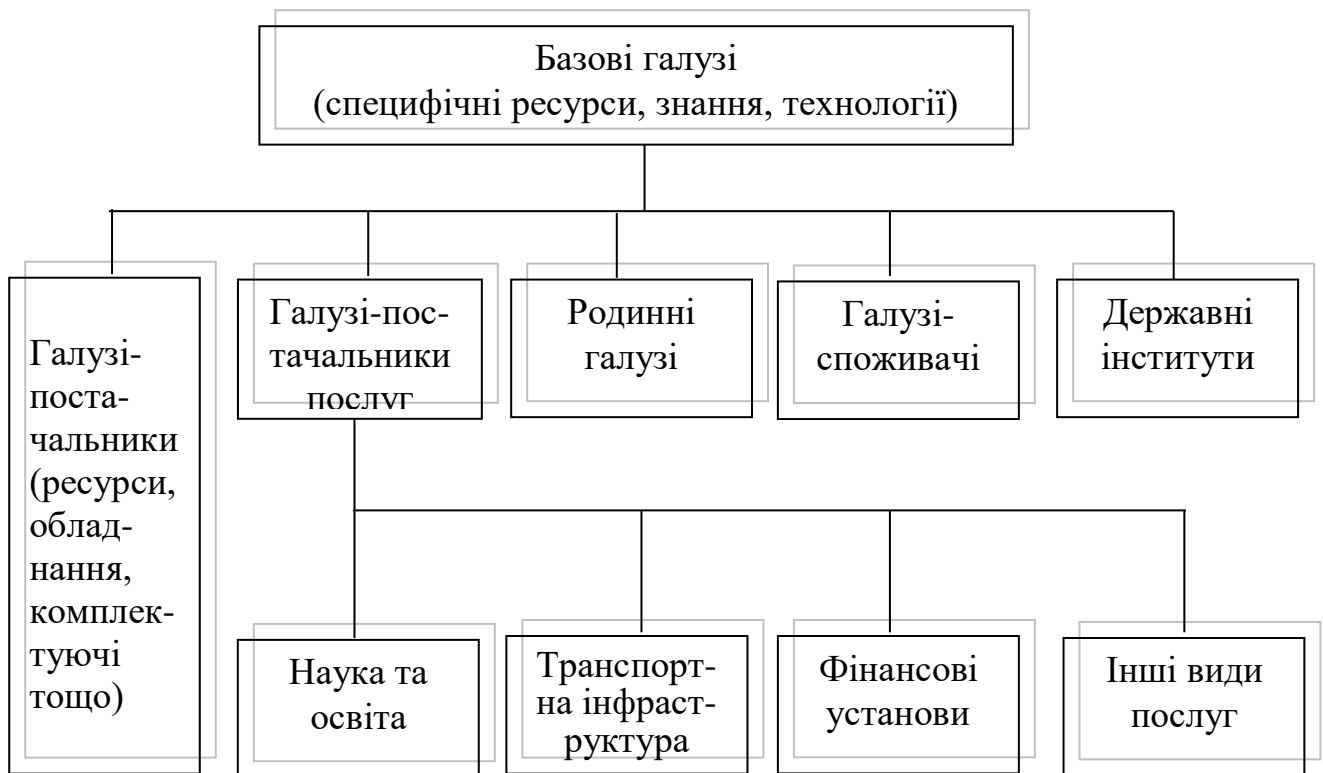 Базові галузі
(специфічні ресурси, знання, технології)
Галузі-
поста-
чальники
(ресурси,
облад-
нання,
комплек-
туючі
тощо)
Галузі-пос-
тачальники
послуг
Родинні
галузі
Галузі-
споживачі
Державні
інститути
Наука та
освіта
Транспорт-
на інфраст-
руктура
Фінансові
установи
Інші види
послуг